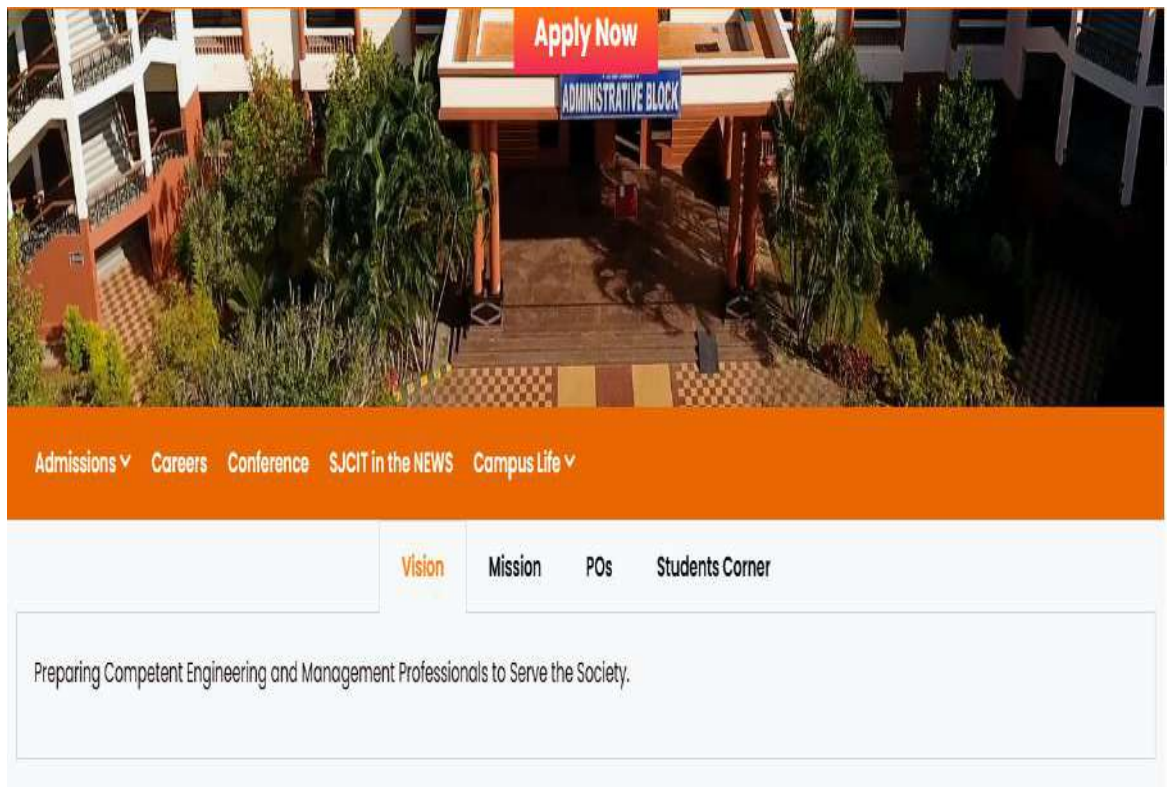 Apply Now
ADMINISTRATIVE BLOCK
Admissions Careers Conference SJCIT in the NEWS Campus Life
Vision Mission POs Students Corner
Preparing Competent Engineering and Management Professionals to Serve the Society.